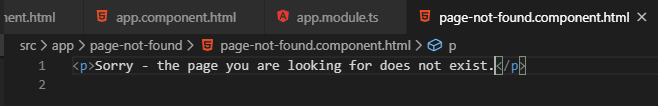 nent.html app.component.html app.module.ts page-not-found.component.html ×
src > app > page-not-found > page-not-found.component.html > p
1 <p>Sorry - the page you are looking for does not exist.</p>
2